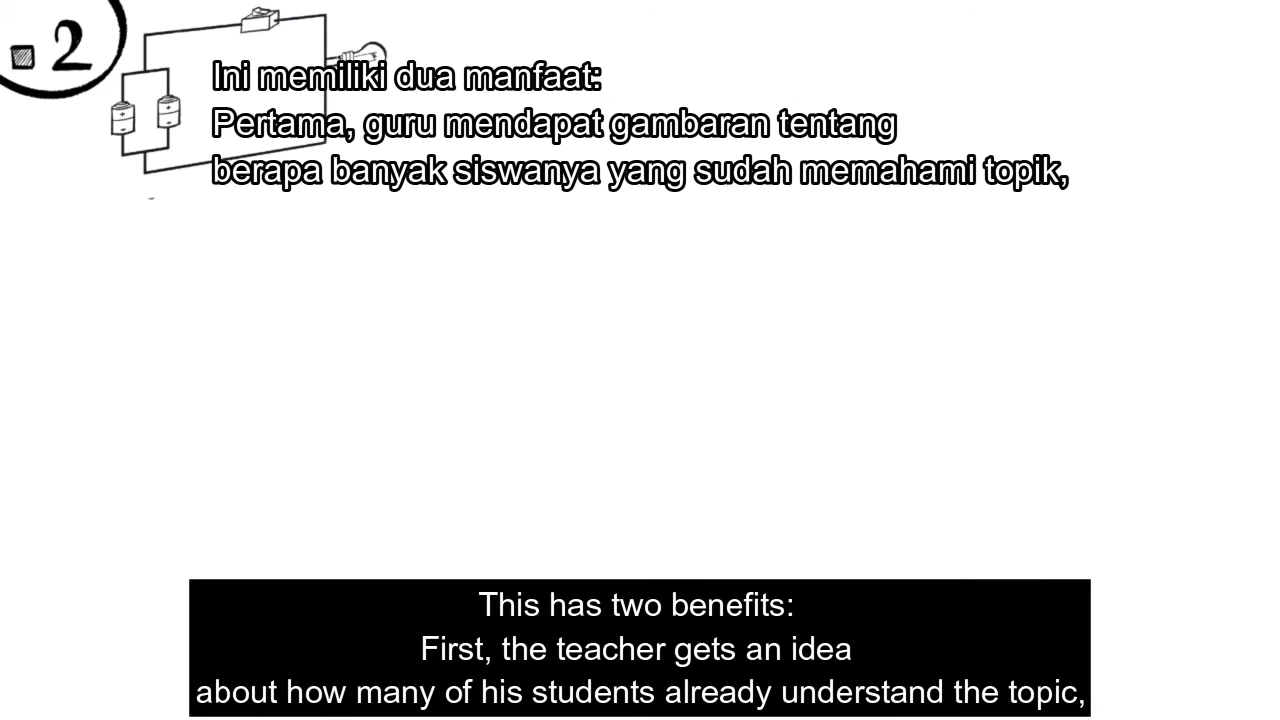 2
Ini memiliki dua manfaat:
Pertama, guru mendapat gambaran tentang
berapa banyak siswanya yang sudah memahami topik,
This has two benefits:
First, the teacher gets an idea
about how many of his students already understand the topic,